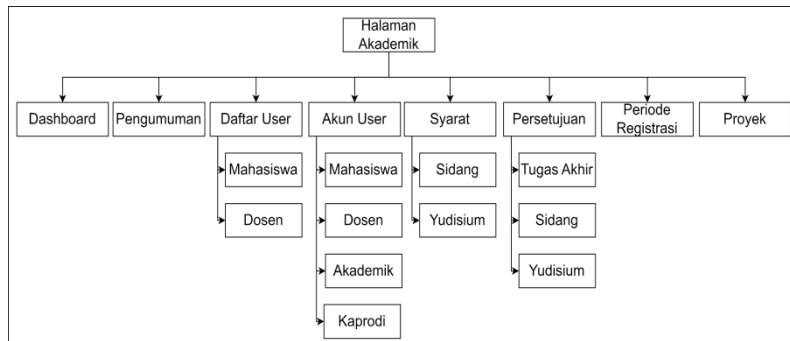 Halaman
Akademik
Dashboard
Pengumuman
Daftar User
Akun User
Syarat
Persetujuan
Periode
Registrasi
Proyek
Mahasiswa
Mahasiswa
Sidang
Tugas Akhir
Dosen
Dosen
Yudisium
Sidang
Akademik
Yudisium
Kaprodi